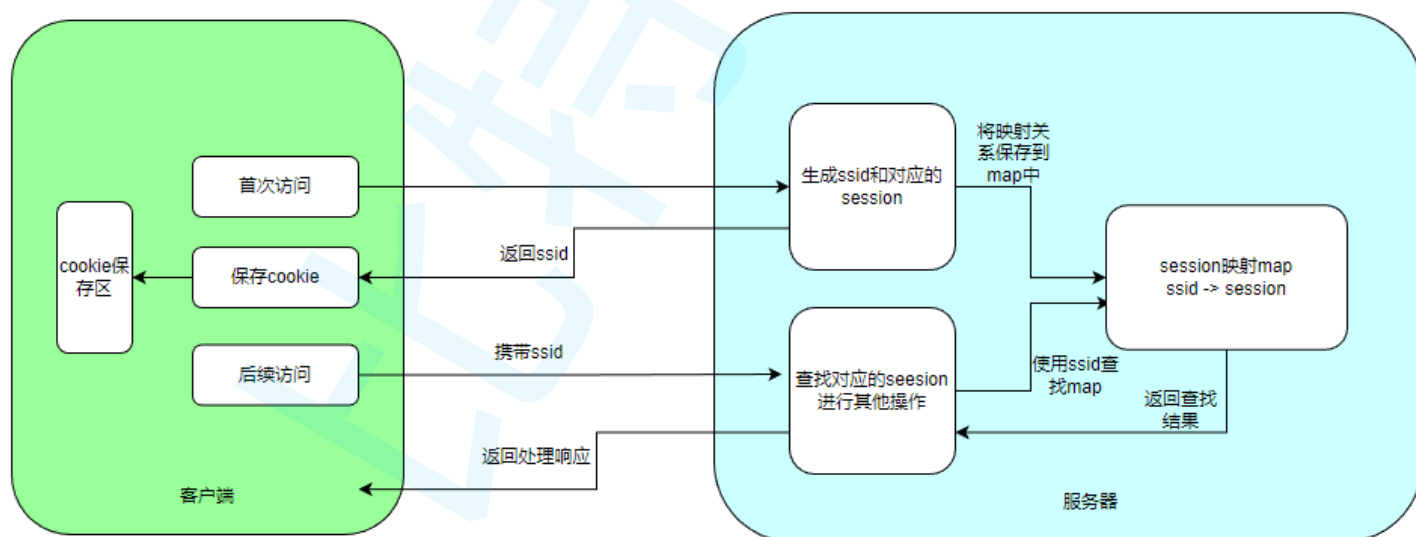 首次访问
保存cookie
cookie保
存区
后续访问
客户端
返回ssid
携带ssid
返回处理响应
生成ssid和对应的
session
将映射关
系保存到
map中
session映射map
ssid -> session
查找对应的seesion
进行其他操作
使用ssid查
找map
返回查找
结果
服务器